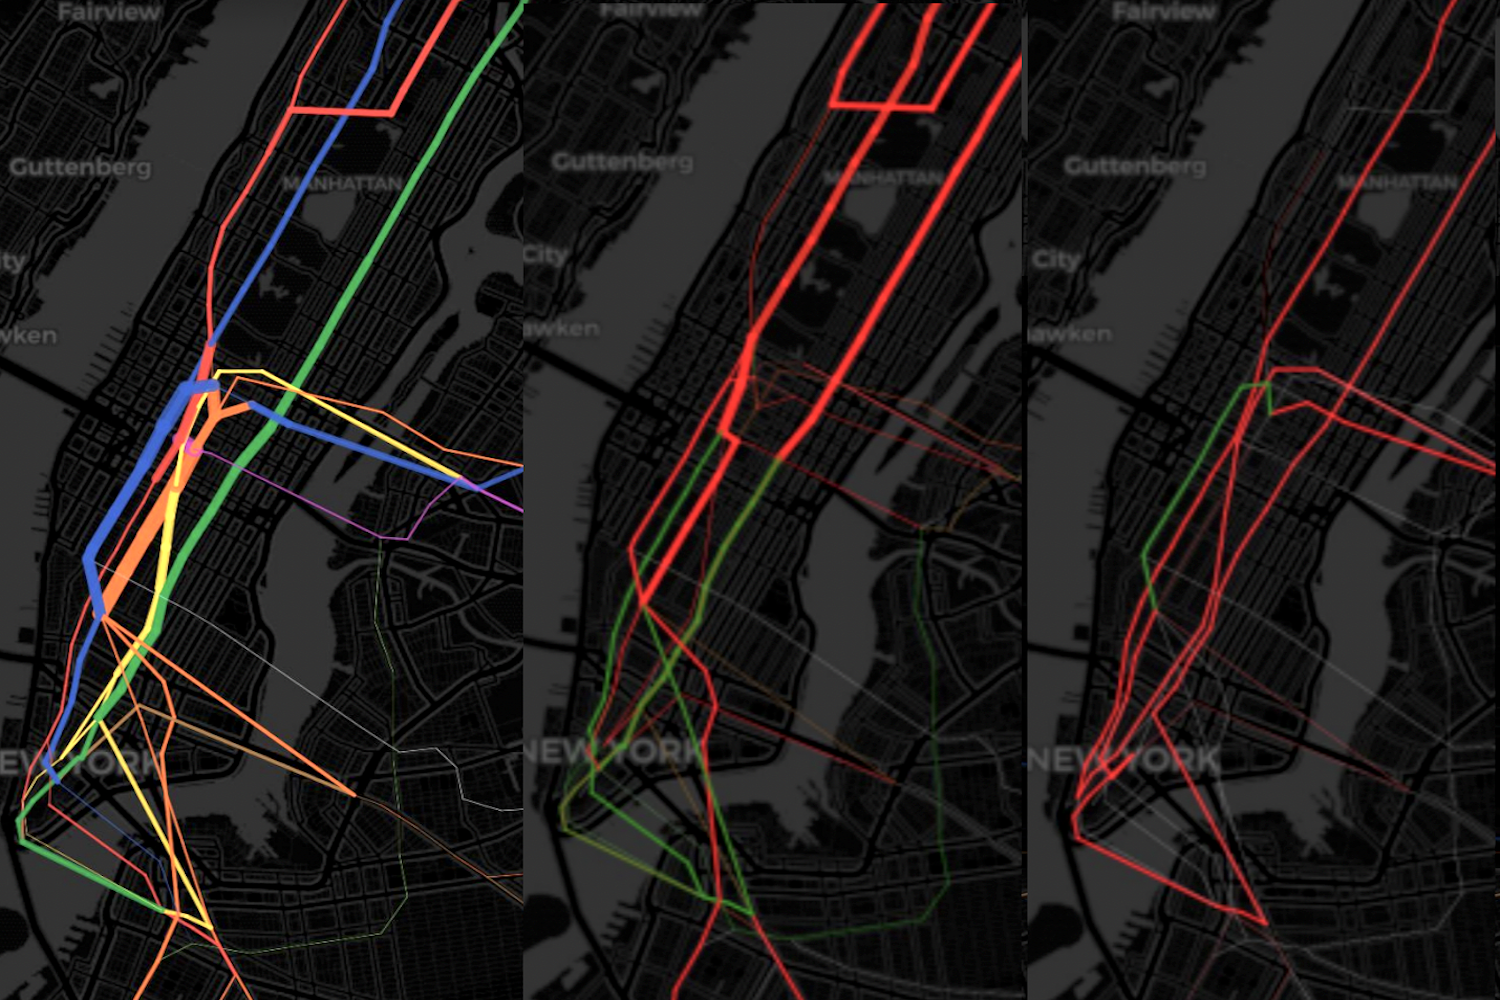 Fairview
Guttenberg
MANHATTAN
ity
wken
NEW YORK
Fairview
Guttenberg
MANHATTAN
City
awken
NEW YORK
Fairview
Guttenberg
MANHATTAN
City
awken
NEW YORK